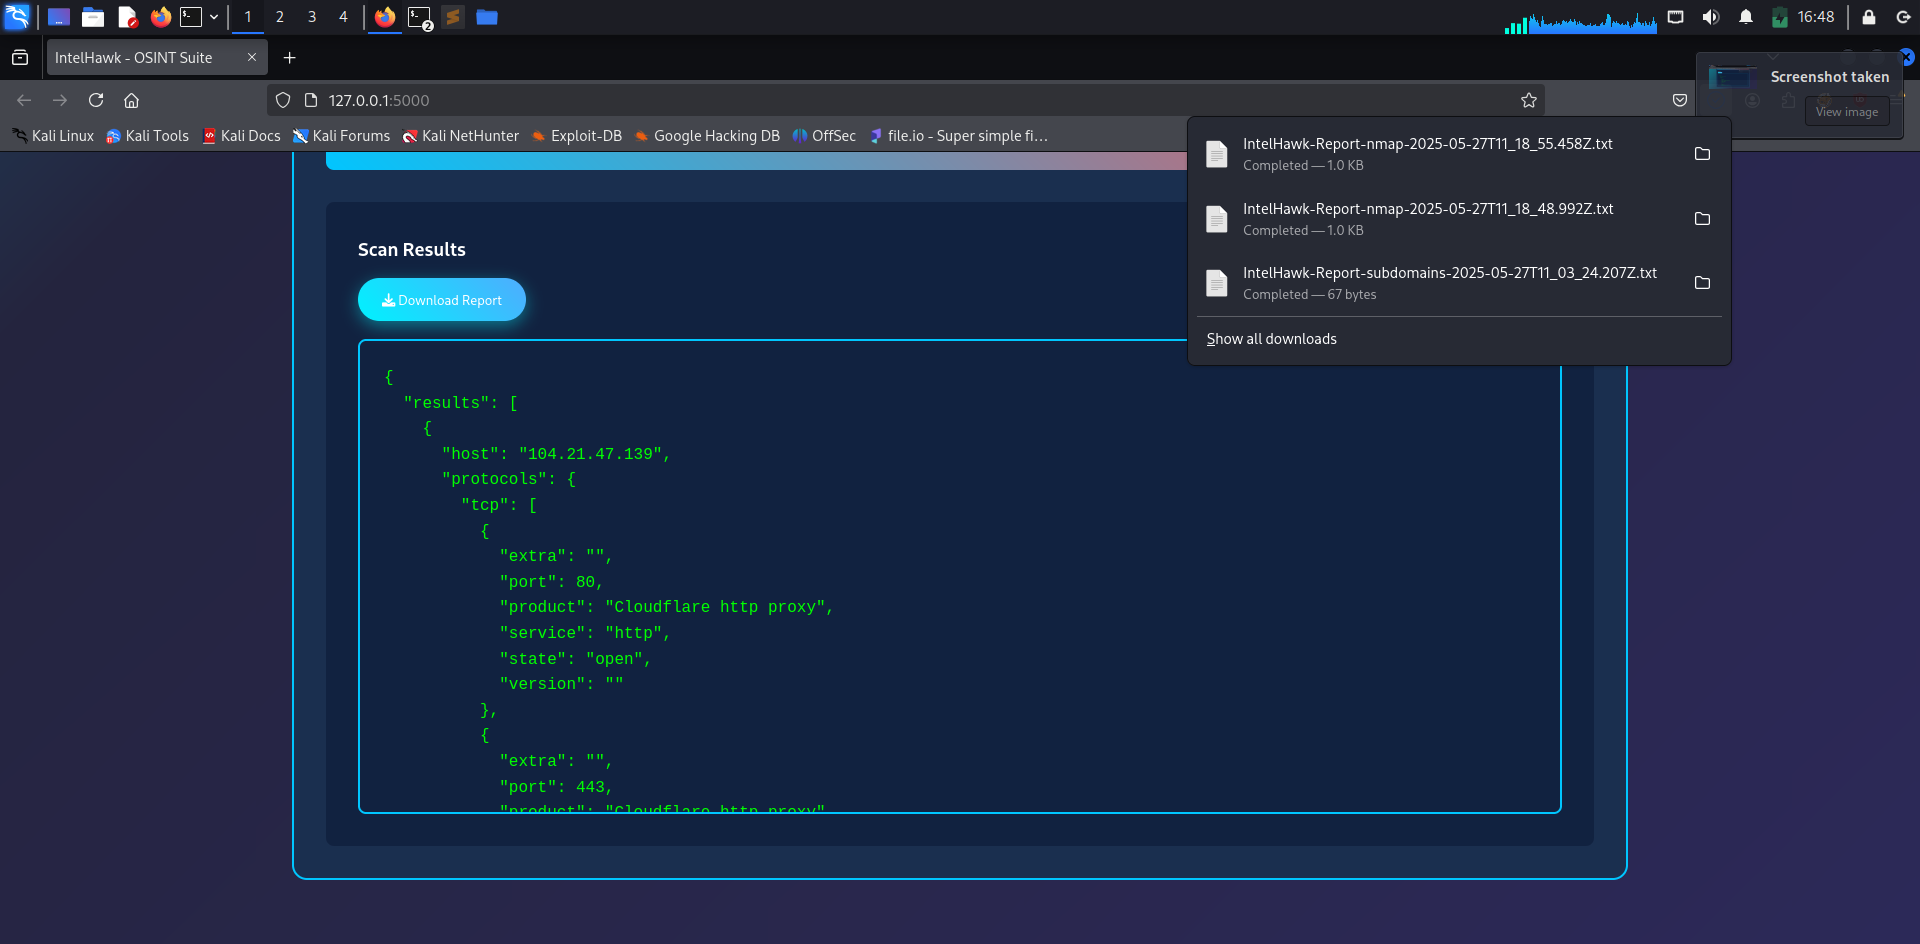 1 2 3 4
2
16:48
IntelHawk - OSINT Suite
Screenshot taken
View image
127.0.0.1:5000
Kali Linux Kali Tools Kali Docs Kali Forums Kali NetHunter Exploit-DB Google Hacking DB OffSec file.io - Super simple fi…
IntelHawk-Report-nmap-2025-05-27T11_18_55.458Z.txt
Completed — 1.0 KB
IntelHawk-Report-nmap-2025-05-27T11_18_48.992Z.txt
Completed — 1.0 KB
IntelHawk-Report-subdomains-2025-05-27T11_03_24.207Z.txt
Completed — 67 bytes
Show all downloads
Scan Results
Download Report
{
"results": [
{
"host": "104.21.47.139",
"protocols": {
"tcp": [
{
"extra": "",
"port": 80,
"product": "Cloudflare http proxy",
"service": "http",
"state": "open",
"version": ""
},
{
"extra": "",
"port": 443,
"product": "Cloudflare http proxy"